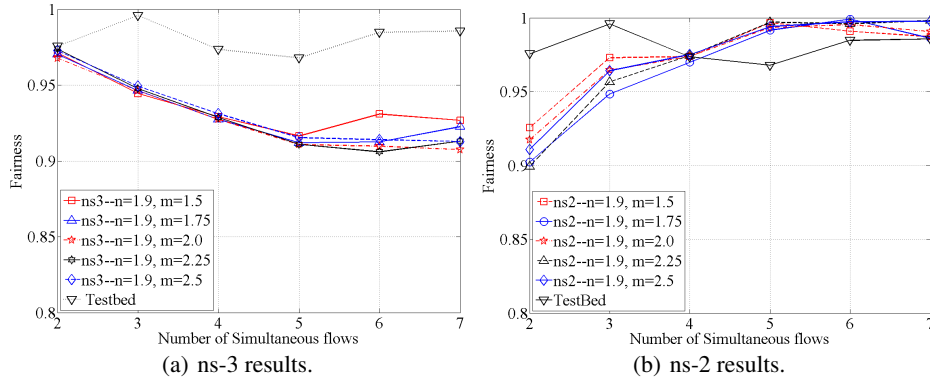 1
0.95
0.9
0.85
0.8
Fairness
ns3--n=1.9, m=1.5
ns3--n=1.9, m=1.75
ns3--n=1.9, m=2.0
ns3--n=1.9, m=2.25
ns3--n=1.9, m=2.5
Testbed
2 3 4 5 6 7
Number of Simultaneous flows
(a) ns-3 results.
1
0.95
0.9
0.85
0.8
Fairness
ns2--n=1.9, m=1.5
ns2--n=1.9, m=1.75
ns2--n=1.9, m=2.0
ns2--n=1.9, m=2.25
ns2--n=1.9, m=2.5
TestBed
2 3 4 5 6 7
Number of Simultaneous flows
(b) ns-2 results.